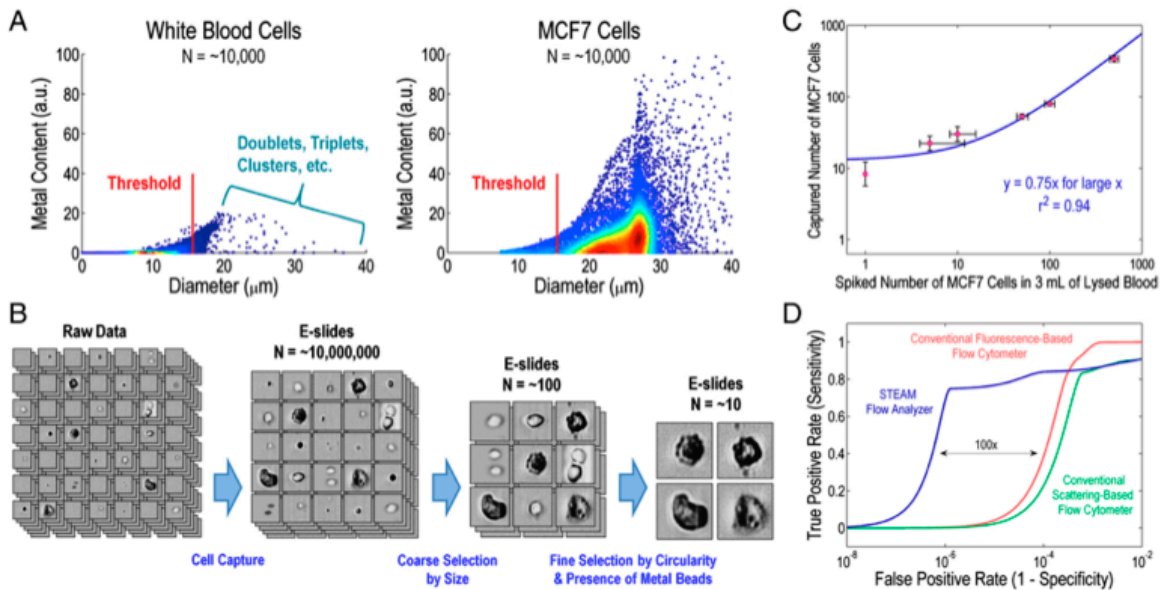 A
White Blood Cells
N = ~10,000
Metal Content (a.u.)
100
80
60
40
20
0
Threshold
Doublets, Triplets,
Clusters, etc.
0 10 20 30 40
Diameter (μm)
MCF7 Cells
N = ~10,000
Metal Content (a.u.)
100
80
60
40
20
0
Threshold
0 10 20 30 40
Diameter (μm)
B
Raw Data
E-slides
N = ~10,000,000
E-slides
N = ~100
E-slides
N = ~10
Cell Capture
Coarse Selection
by Size
Fine Selection by Circularity
& Presence of Metal Beads
C
Captured Number of MCF7 Cells
1000
100
10
1
y = 0.75x for large x
r² = 0.94
1 10 100 1000
Spiked Number of MCF7 Cells in 3 mL of Lysed Blood
D
True Positive Rate (Sensitivity)
1
0.8
0.6
0.4
0.2
0
Conventional Fluorescence-Based
Flow Cytometer
STEAM
Flow Analyzer
100x
Conventional
Scattering-Based
Flow Cytometer
10⁻⁸ 10⁻⁶ 10⁻⁴ 10⁻²
False Positive Rate (1 - Specificity)